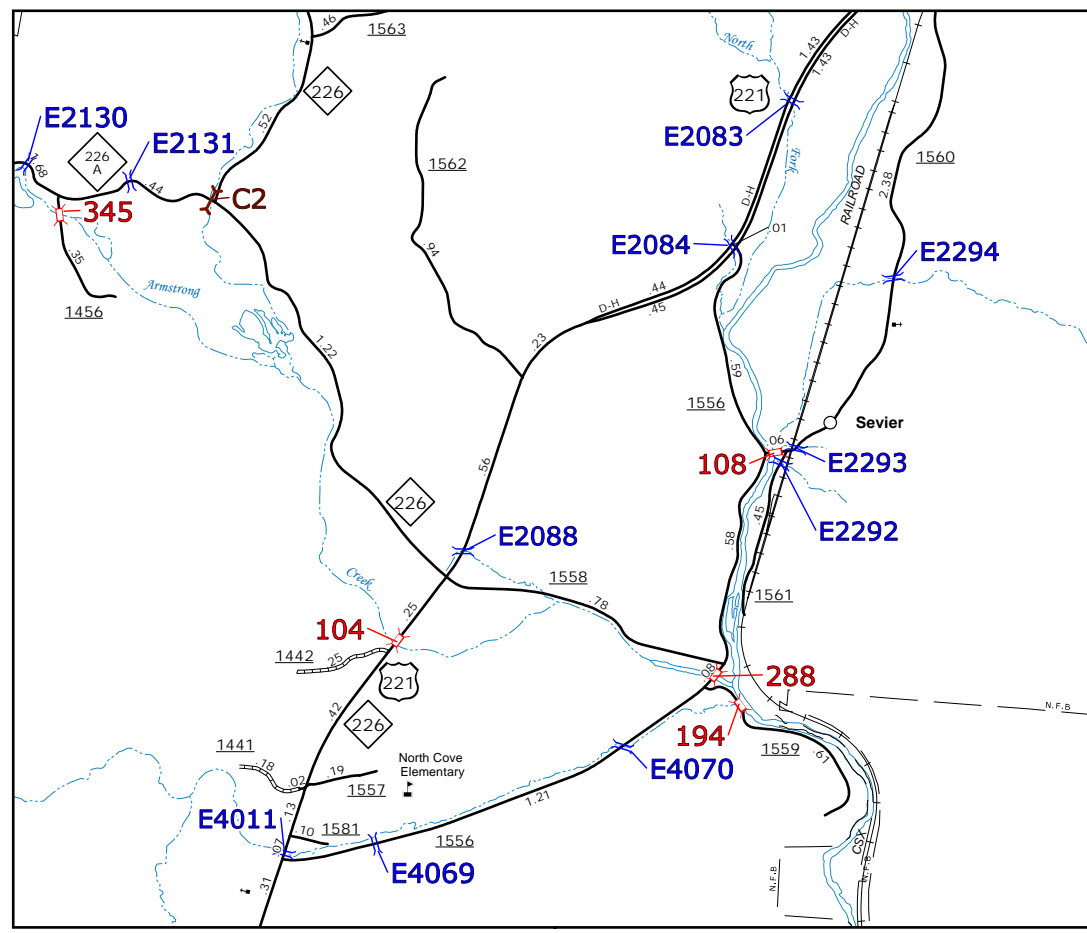 .46
1563
North
1.43
D-H
1.43
226
221
E2130
E2083
.52
226
A
E2131
1562
Fork
1560
1.68
.44
RAILROAD
2.38
C2
D-H
345
.01
.94
E2084
E2294
.35
Armstrong
.44
D-H
.45
1456
1.22
.23
.59
1556
Sevier
.06
108
E2293
.56
226
.45
E2292
E2088
.58
Creek
1558
.78
1561
.25
104
1442
.25
.08
288
221
N.F.B
.42
226
194
1559
.61
1441
North Cove
Elementary
E4070
.18
.02
.19
1557
1.21
.13
E4011
.10
1581
1556
.07
CSX
E4069
N.F.B
N.F.B
.31